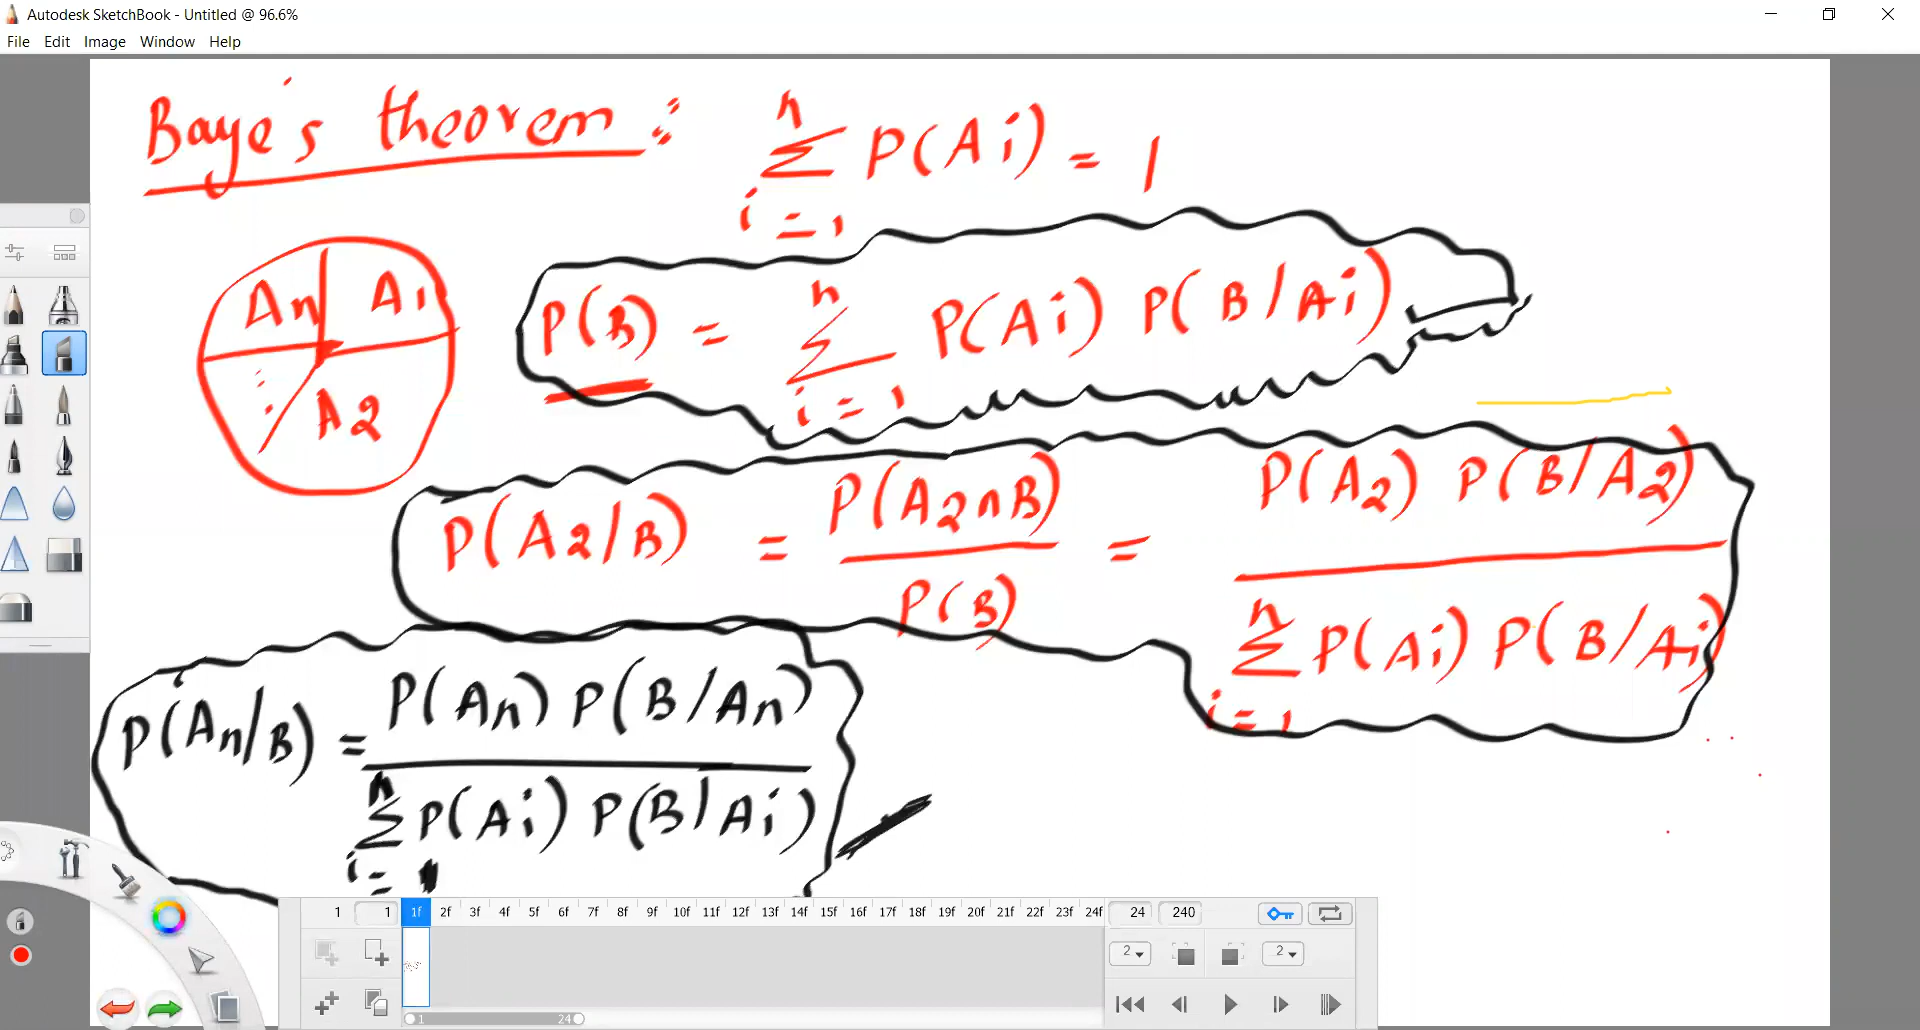 Autodesk SketchBook - Untitled @ 96.6%
File Edit Image Window Help
Baye's theorem :
n
∑ P(Ai) = 1
i = 1
An A1
⋮ A2
n
P(B) = ∑ P(Ai) P(B/Ai)
i = 1
P(A2/B) = P(A2∩B) / P(B) = P(A2) P(B/A2)
n
∑ P(Ai) P(B/Ai)
i = 1
P(An/B) = P(An) P(B/An)
n
∑ P(Ai) P(B/Ai)
i = 1
1 1 1f 2f 3f 4f 5f 6f 7f 8f 9f 10f 11f 12f 13f 14f 15f 16f 17f 18f 19f 20f 21f 22f 23f 24f 24 240
2 2
1 24